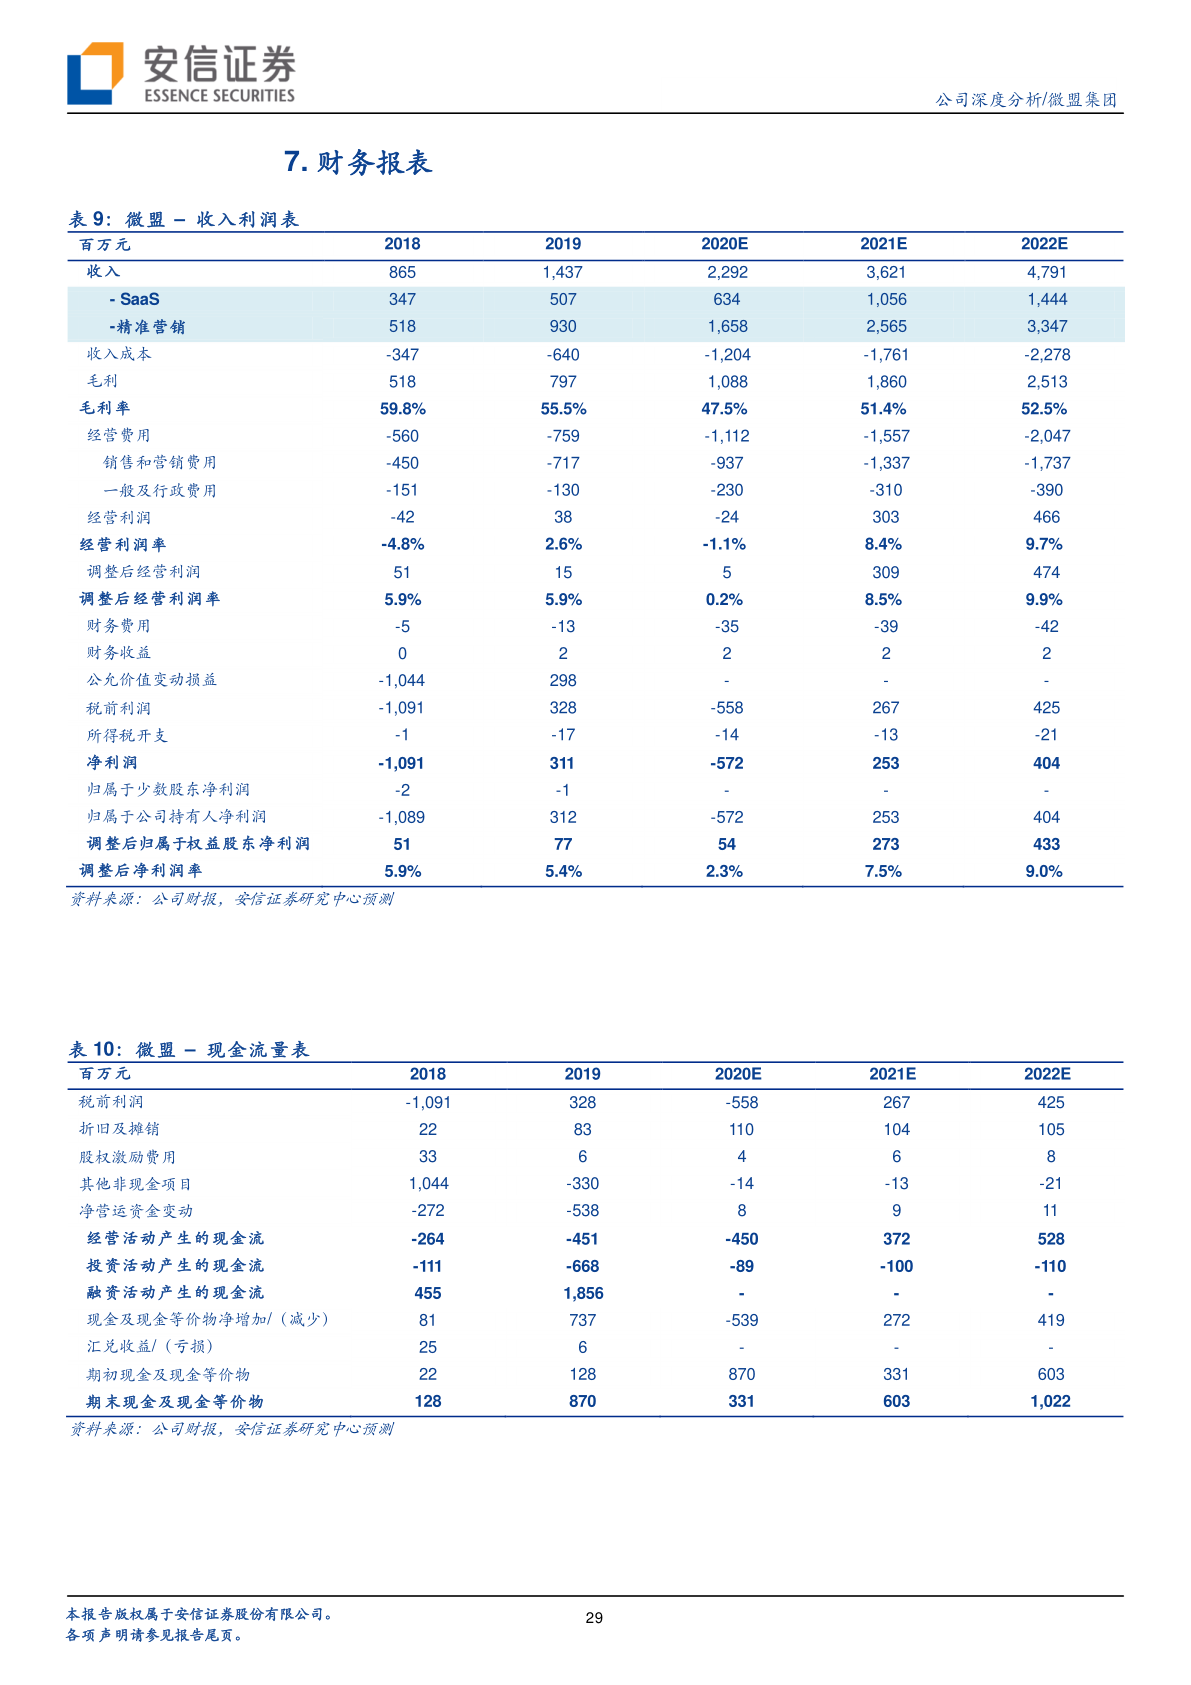 安信证券
ESSENCE SECURITIES
公司深度分析/微盟集团
7. 财务报表
表 9：微盟 – 收入利润表
百万元 2018 2019 2020E 2021E 2022E
收入 865 1,437 2,292 3,621 4,791
- SaaS 347 507 634 1,056 1,444
-精准营销 518 930 1,658 2,565 3,347
收入成本 -347 -640 -1,204 -1,761 -2,278
毛利 518 797 1,088 1,860 2,513
毛利率 59.8% 55.5% 47.5% 51.4% 52.5%
经营费用 -560 -759 -1,112 -1,557 -2,047
销售和营销费用 -450 -717 -937 -1,337 -1,737
一般及行政费用 -151 -130 -230 -310 -390
经营利润 -42 38 -24 303 466
经营利润率 -4.8% 2.6% -1.1% 8.4% 9.7%
调整后经营利润 51 15 5 309 474
调整后经营利润率 5.9% 5.9% 0.2% 8.5% 9.9%
财务费用 -5 -13 -35 -39 -42
财务收益 0 2 2 2 2
公允价值变动损益 -1,044 298 - - -
税前利润 -1,091 328 -558 267 425
所得税开支 -1 -17 -14 -13 -21
净利润 -1,091 311 -572 253 404
归属于少数股东净利润 -2 -1 - - -
归属于公司持有人净利润 -1,089 312 -572 253 404
调整后归属于权益股东净利润 51 77 54 273 433
调整后净利润率 5.9% 5.4% 2.3% 7.5% 9.0%
资料来源：公司财报，安信证券研究中心预测
表 10：微盟 – 现金流量表
百万元 2018 2019 2020E 2021E 2022E
税前利润 -1,091 328 -558 267 425
折旧及摊销 22 83 110 104 105
股权激励费用 33 6 4 6 8
其他非现金项目 1,044 -330 -14 -13 -21
净营运资金变动 -272 -538 8 9 11
经营活动产生的现金流 -264 -451 -450 372 528
投资活动产生的现金流 -111 -668 -89 -100 -110
融资活动产生的现金流 455 1,856 - - -
现金及现金等价物净增加/（减少） 81 737 -539 272 419
汇兑收益/（亏损） 25 6 - - -
期初现金及现金等价物 22 128 870 331 603
期末现金及现金等价物 128 870 331 603 1,022
资料来源：公司财报，安信证券研究中心预测
本报告版权属于安信证券股份有限公司。
29
各项声明请参见报告尾页。